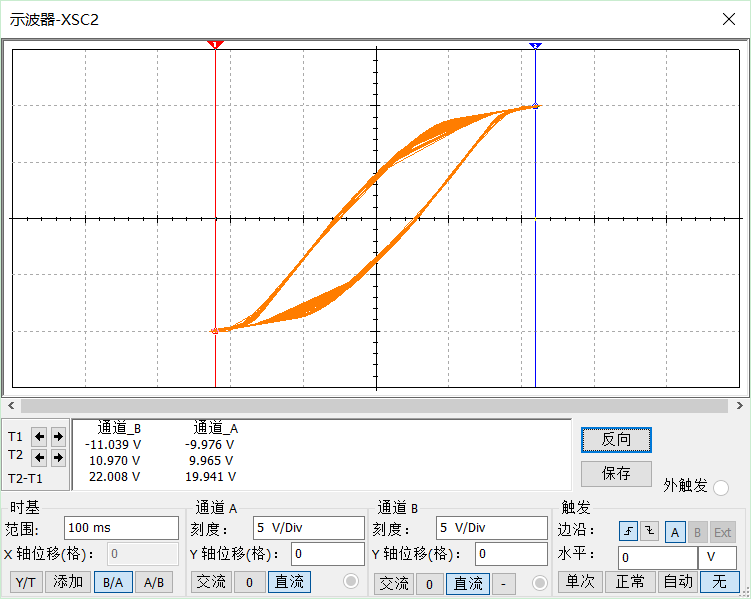 示波器-XSC2
1
2
通道_B 通道_A
T1 -11.039 V -9.976 V
T2 10.970 V 9.965 V
T2-T1 22.008 V 19.941 V
反向
保存
外触发
时基 通道 A 通道 B 触发
范围: 100 ms 刻度: 5 V/Div 刻度: 5 V/Div 边沿: A B Ext
X 轴位移(格): 0 Y 轴位移(格): 0 Y 轴位移(格): 0 水平: 0 V
Y/T 添加 B/A A/B 交流 0 直流 交流 0 直流 - 单次 正常 自动 无